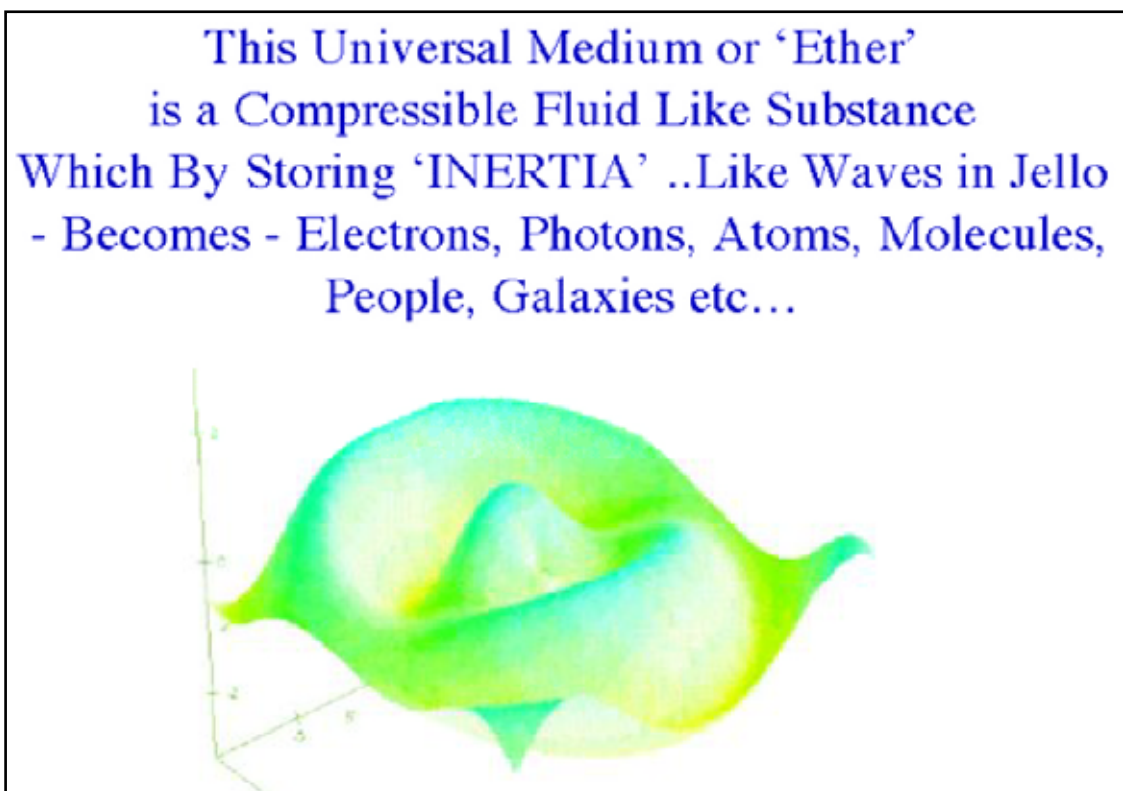 This Universal Medium or ‘Ether’
is a Compressible Fluid Like Substance
Which By Storing ‘INERTIA’ ..Like Waves in Jello
- Becomes - Electrons, Photons, Atoms, Molecules,
People, Galaxies etc…